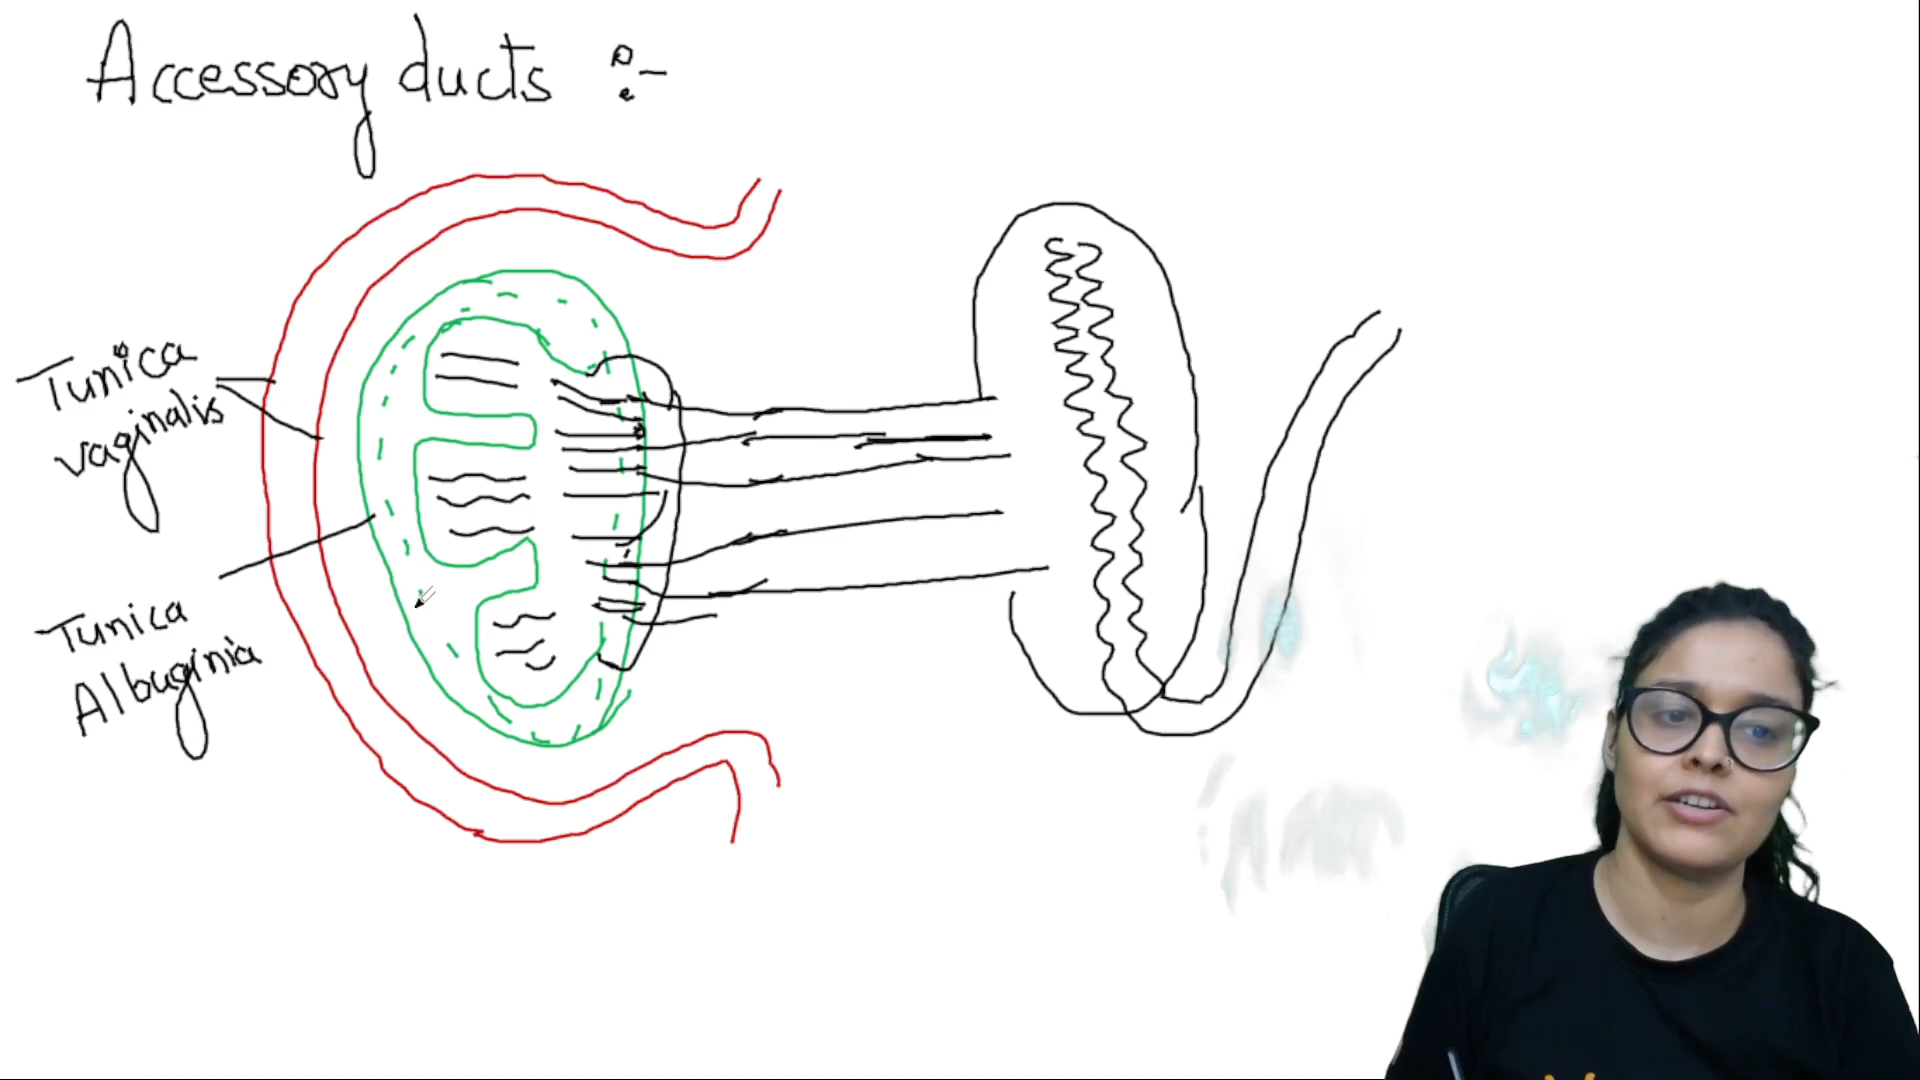 Accessory ducts :-
Tunica
vaginalis
Tunica
Albuginia